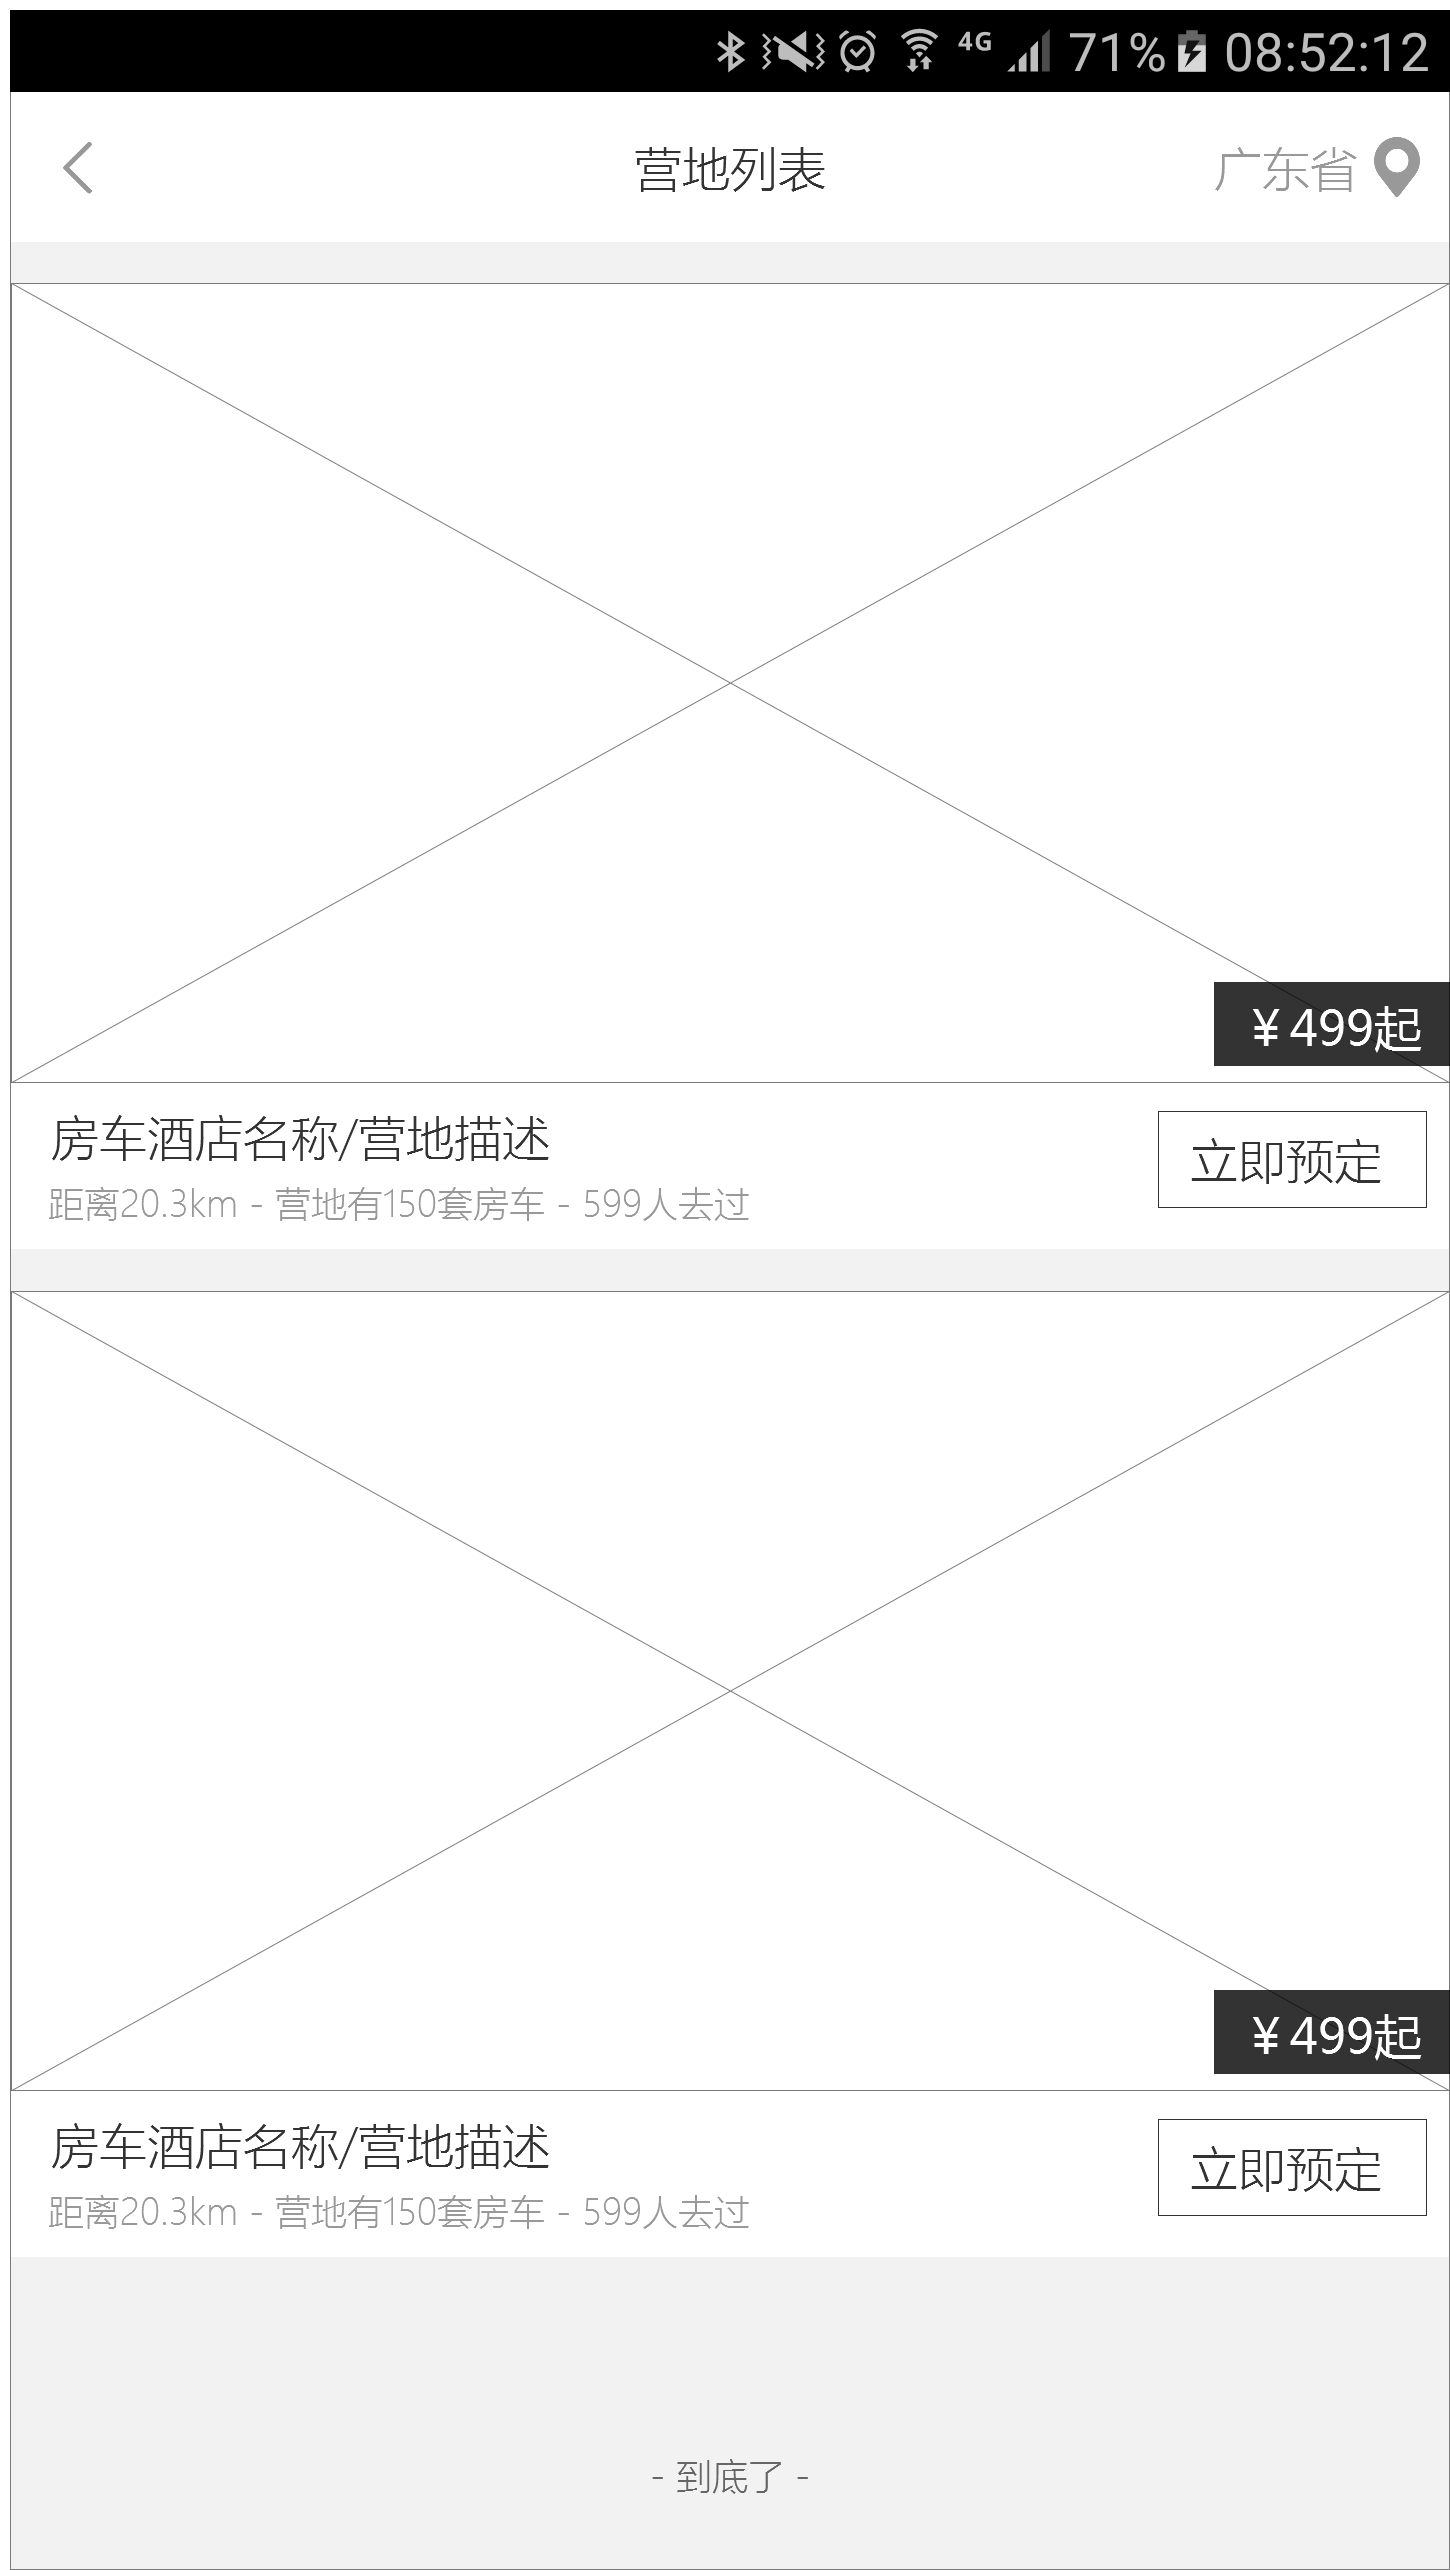 4G 71% 08:52:12
营地列表 广东省
¥499起
房车酒店名称/营地描述
立即预定
距离20.3km - 营地有150套房车 - 599人去过
¥499起
房车酒店名称/营地描述
立即预定
距离20.3km - 营地有150套房车 - 599人去过
- 到底了 -